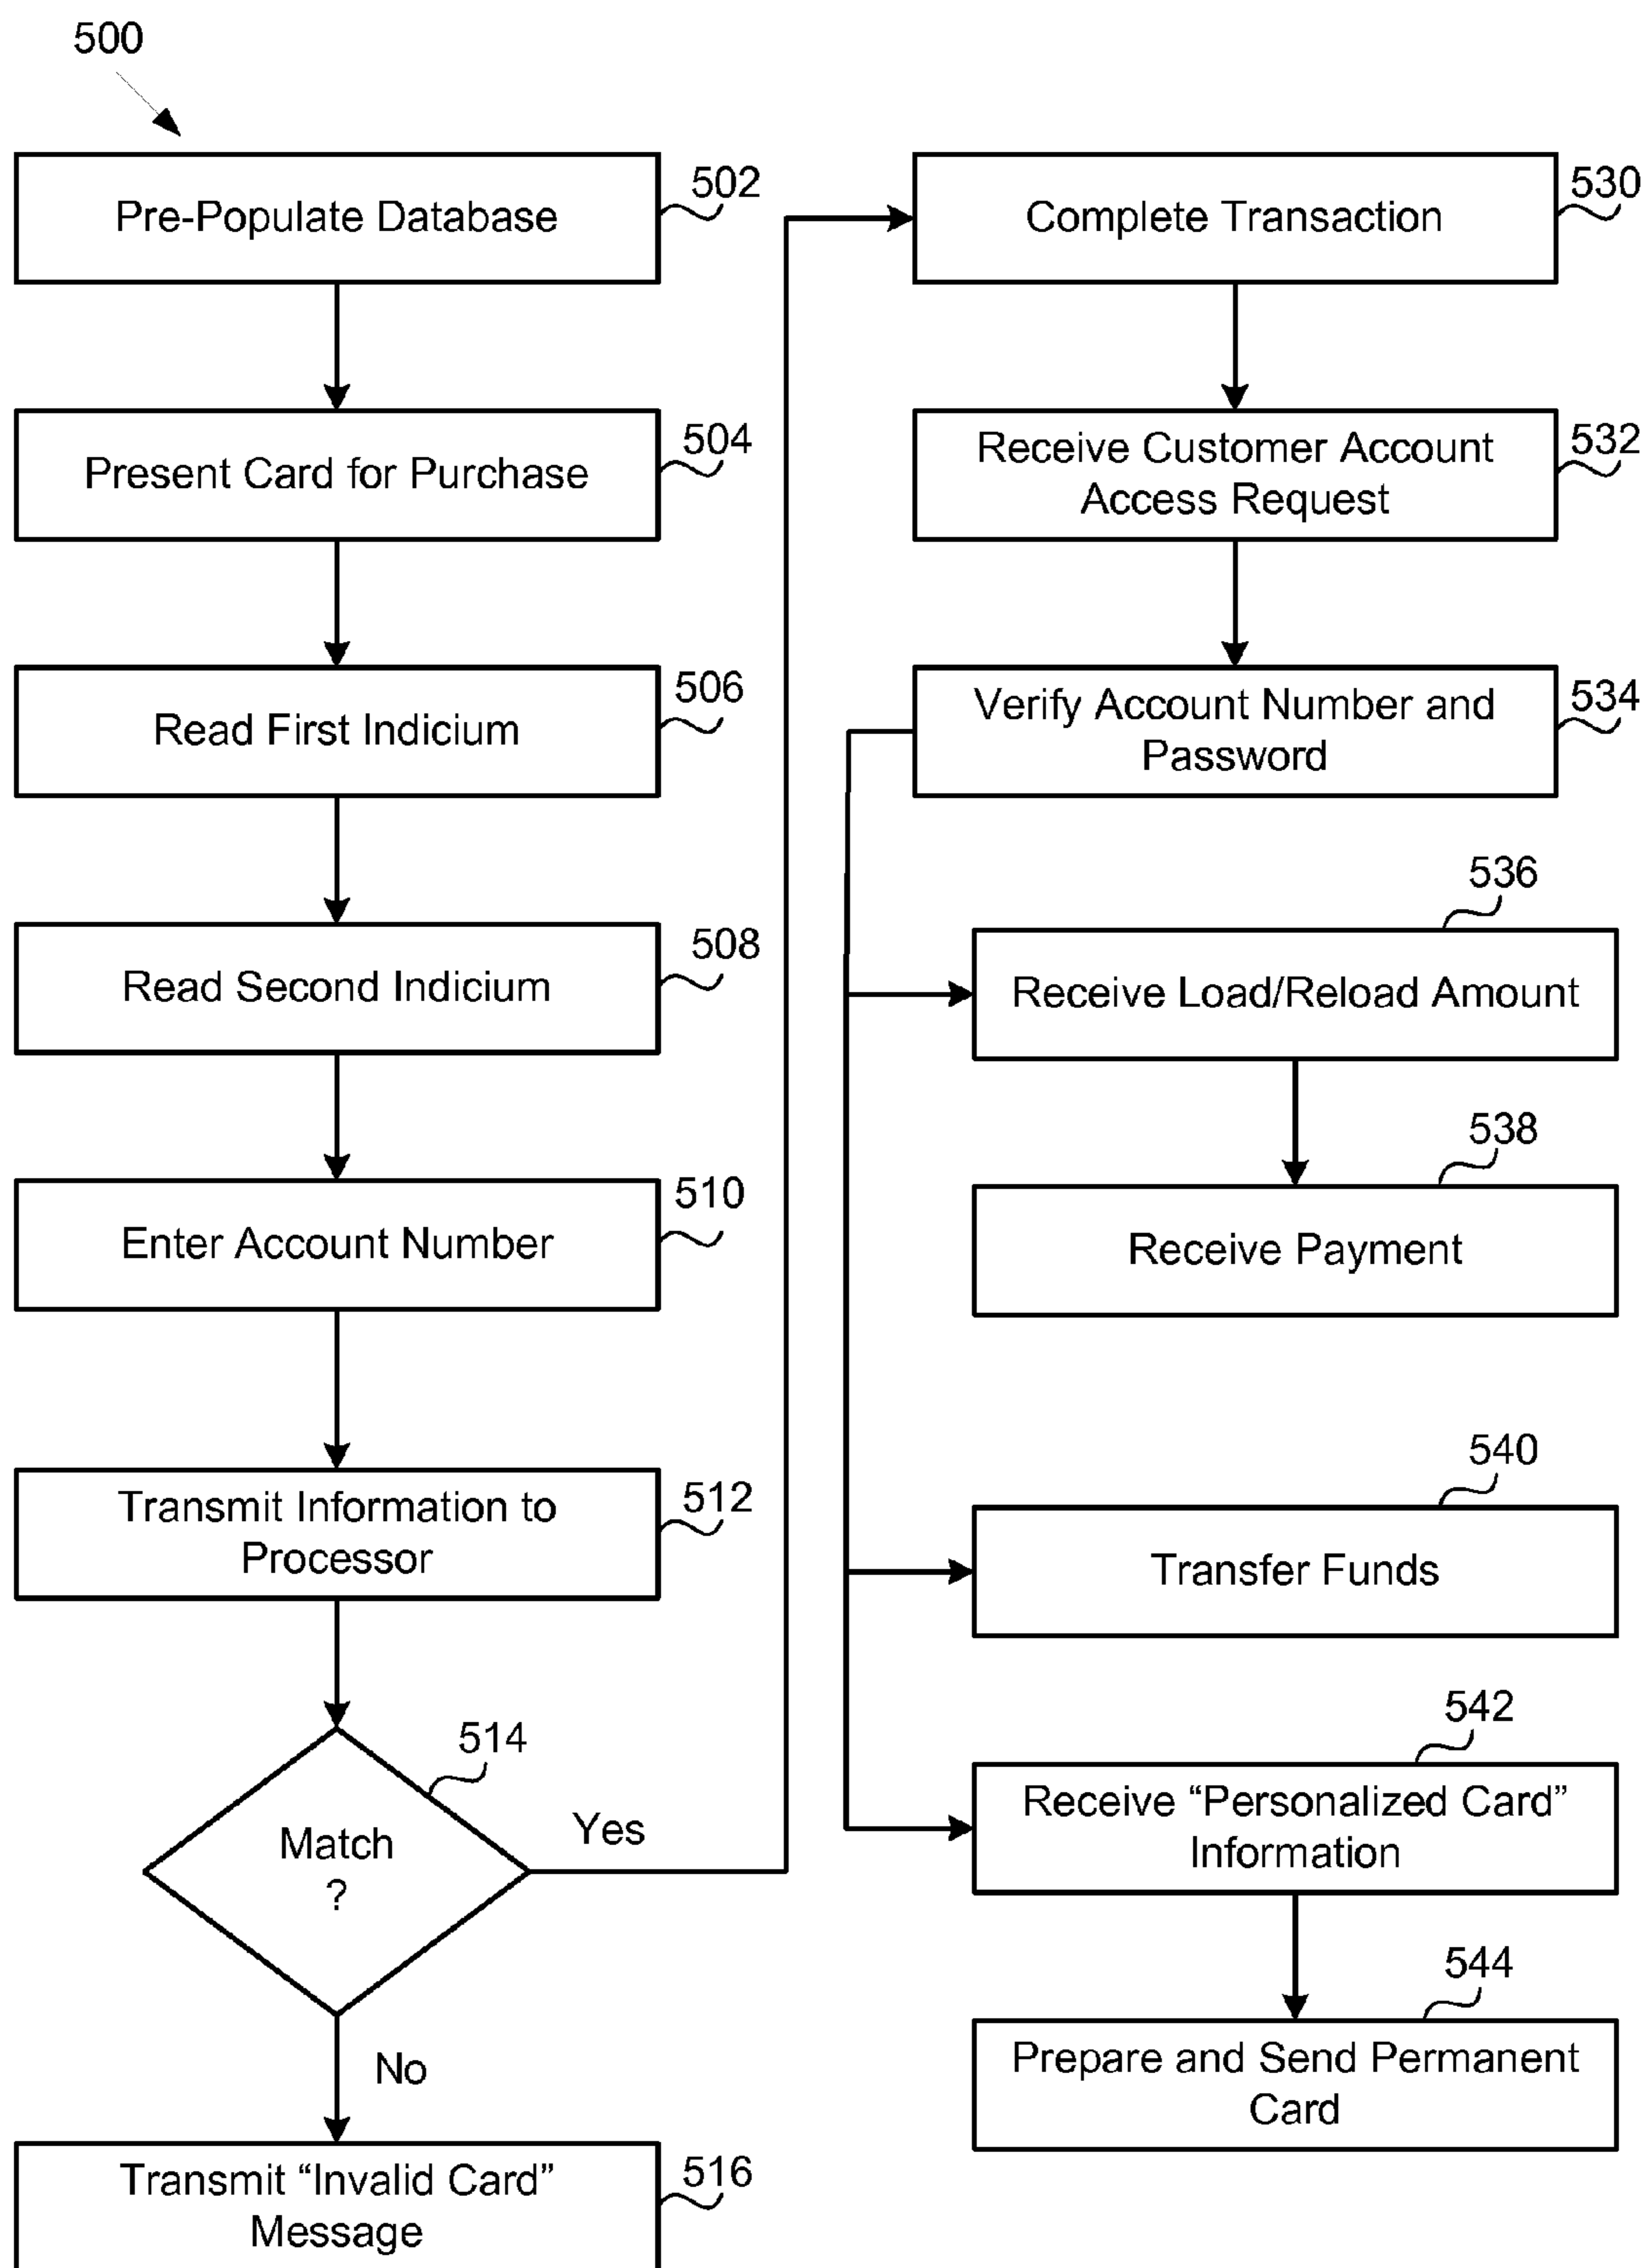 500
Pre-Populate Database
502
Present Card for Purchase
504
Read First Indicium
506
Read Second Indicium
508
Enter Account Number
510
Transmit Information to
Processor
512
Match
?
514
Yes
No
Transmit “Invalid Card”
Message
516
Complete Transaction
530
Receive Customer Account
Access Request
532
Verify Account Number and
Password
534
536
Receive Load/Reload Amount
538
Receive Payment
540
Transfer Funds
542
Receive “Personalized Card”
Information
544
Prepare and Send Permanent
Card